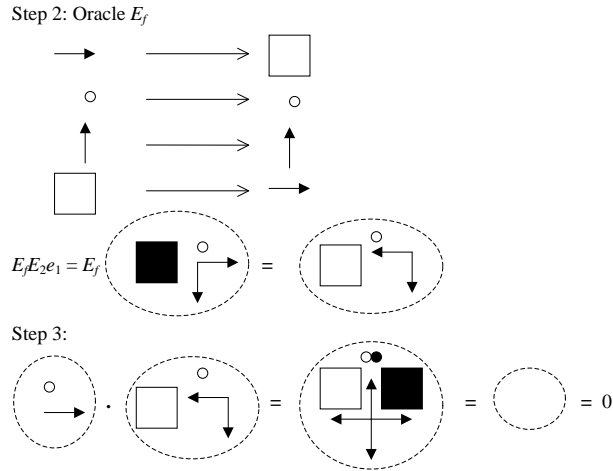 Step 2: Oracle E_f
E_fE_2e_1 = E_f =
Step 3:
· = = = 0